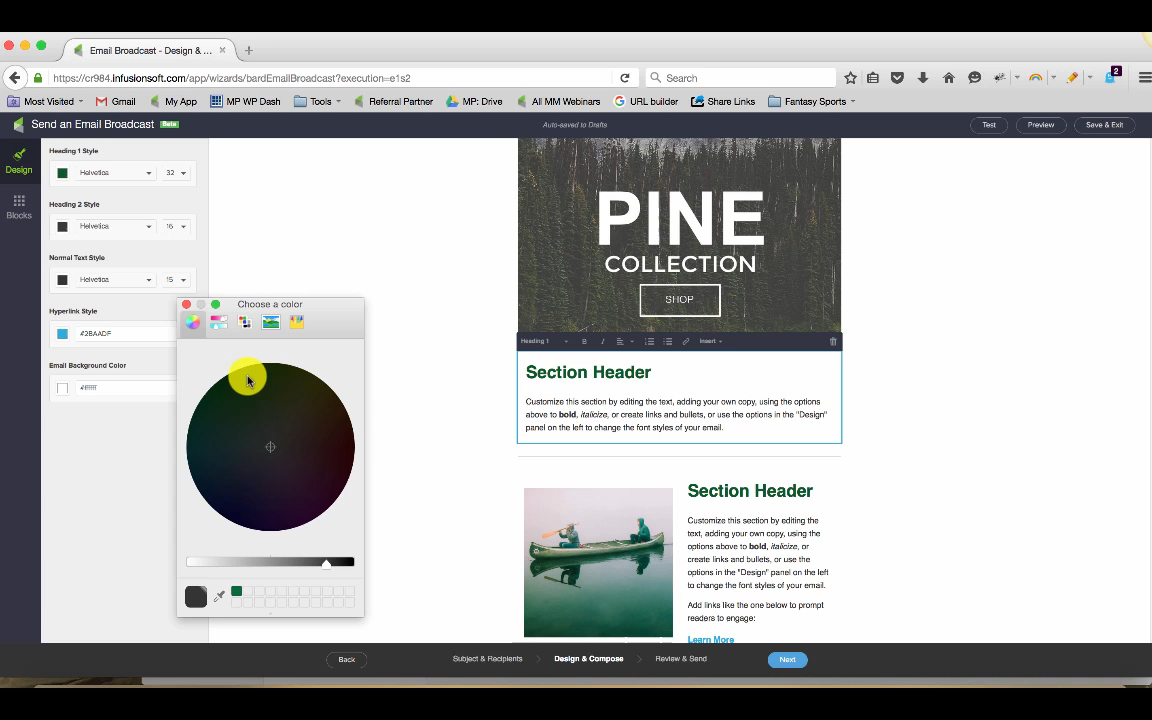 Email Broadcast - Design & ...
https://cr984.infusionsoft.com/app/wizards/bardEmailBroadcast?execution=e1s2
Search
2
Most Visited
Gmail
My App
MP WP Dash
Tools
Referral Partner
MP: Drive
All MM Webinars
URL builder
Share Links
Fantasy Sports
Send an Email Broadcast
Beta
Auto-saved to Drafts
Test
Preview
Save & Exit
Design
Blocks
Heading 1 Style
Helvetica
32
Heading 2 Style
Helvetica
16
Normal Text Style
Helvetica
15
Hyperlink Style
#2BAADF
Email Background Color
#ffffff
Choose a color
PINE
COLLECTION
SHOP
Heading 1
B
I
Insert
Section Header
Customize this section by editing the text, adding your own copy, using the options
above to bold, italicize, or create links and bullets, or use the options in the "Design"
panel on the left to change the font styles of your email.
Section Header
Customize this section by editing the
text, adding your own copy, using the
options above to bold, italicize, or
create links and bullets, or use the
options in the "Design" panel on the left
to change the font styles of your email.
Add links like the one below to prompt
readers to engage:
Learn More
Back
Subject & Recipients
Design & Compose
Review & Send
Next